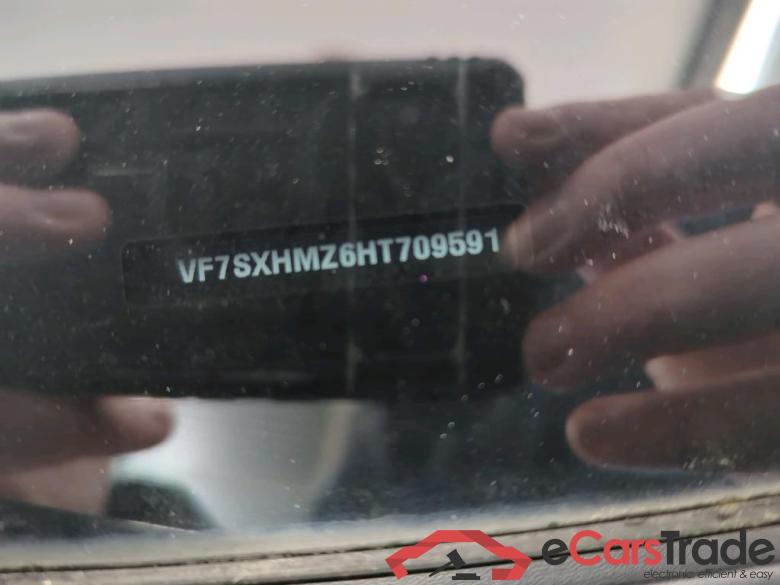 VF7SXHMZ6HT709591
eCarsTrade
electronic, efficient & easy